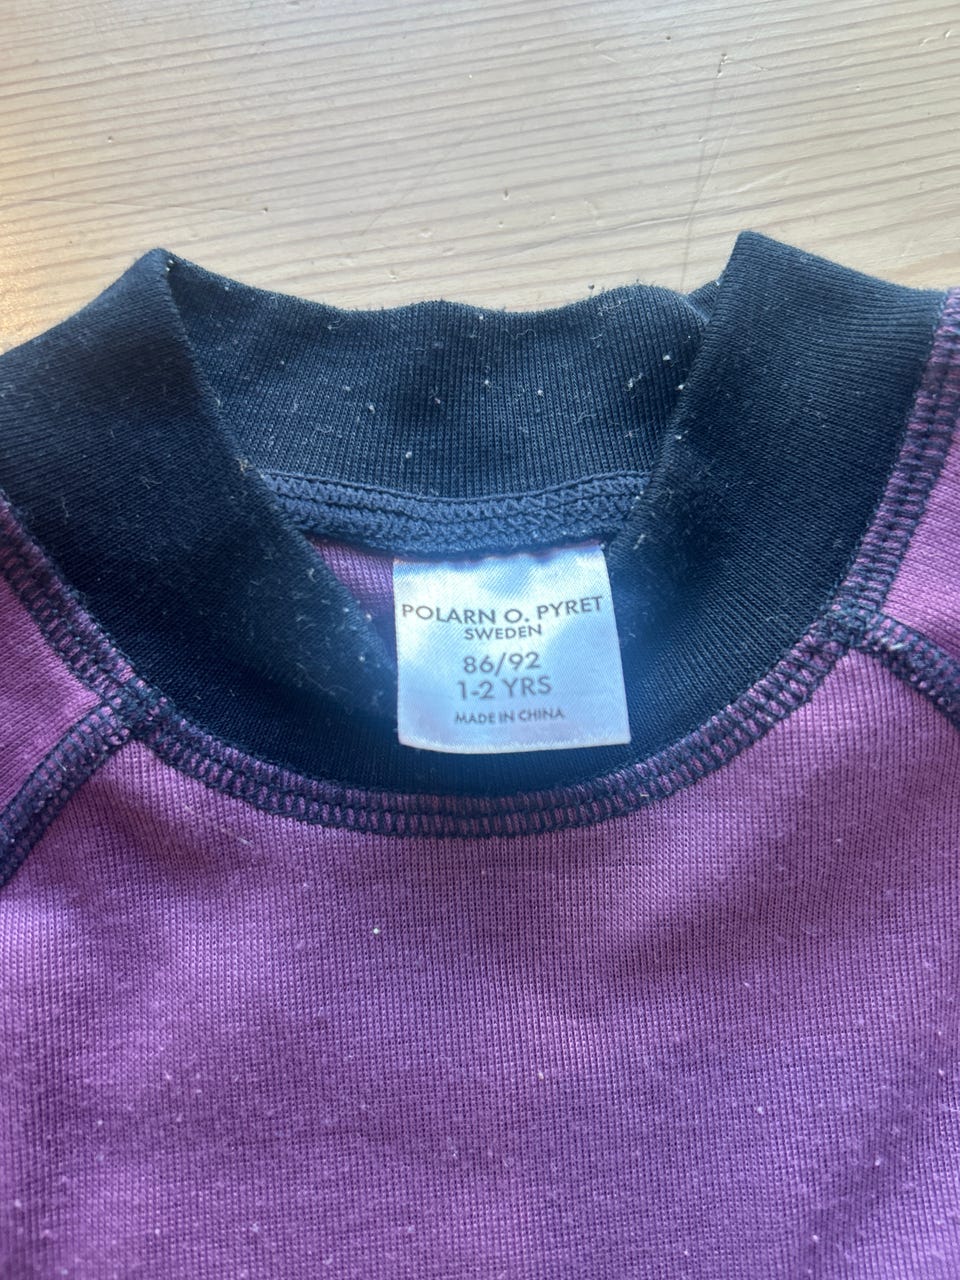 POLARN O. PYRET
SWEDEN
86/92
1-2 YRS
MADE IN CHINA